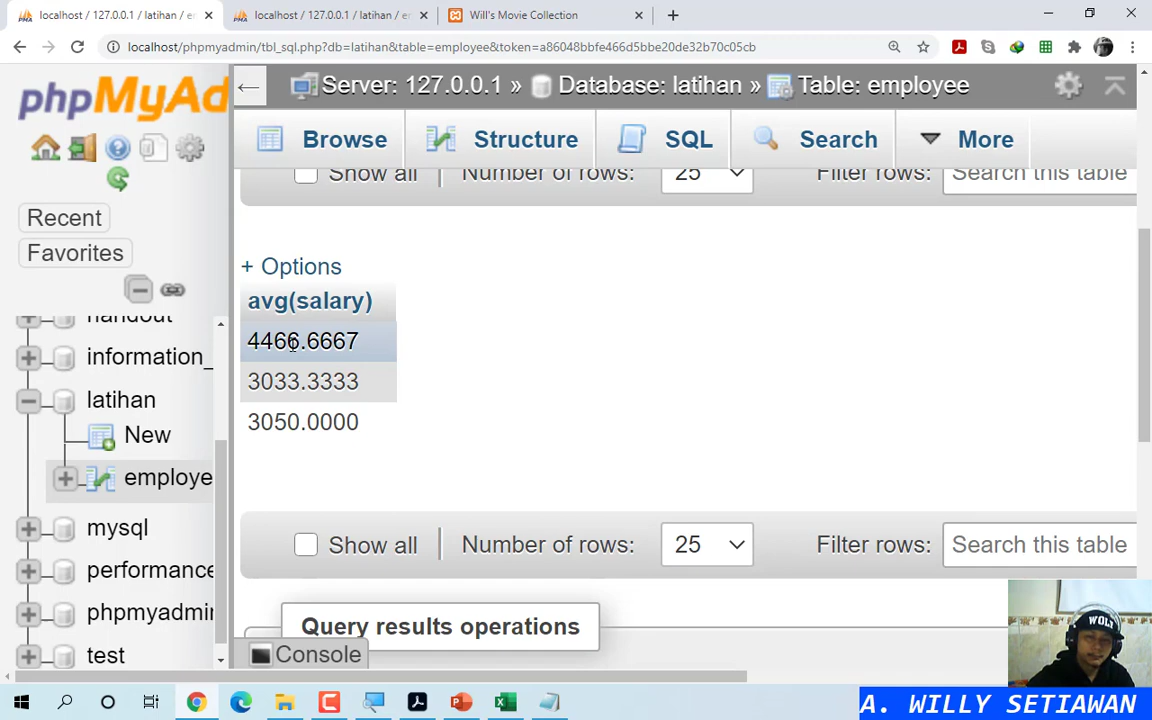 localhost / 127.0.0.1 / latihan / e
localhost / 127.0.0.1 / latihan / e
Will's Movie Collection
localhost/phpmyadmin/tbl_sql.php?db=latihan&table=employee&token=a86048bbfe466d5bbe20de32b70c05cb
phpMyAd
Server: 127.0.0.1 » Database: latihan » Table: employee
Browse Structure SQL Search More
Recent
Favorites
handout
information_
latihan
New
employe
mysql
performance
phpmyadmin
test
Show all Number of rows: 25 Filter rows: Search this table
+ Options
avg(salary)
4466.6667
3033.3333
3050.0000
Show all Number of rows: 25 Filter rows: Search this table
Query results operations
Console
WOLV
A. WILLY SETIAWAN